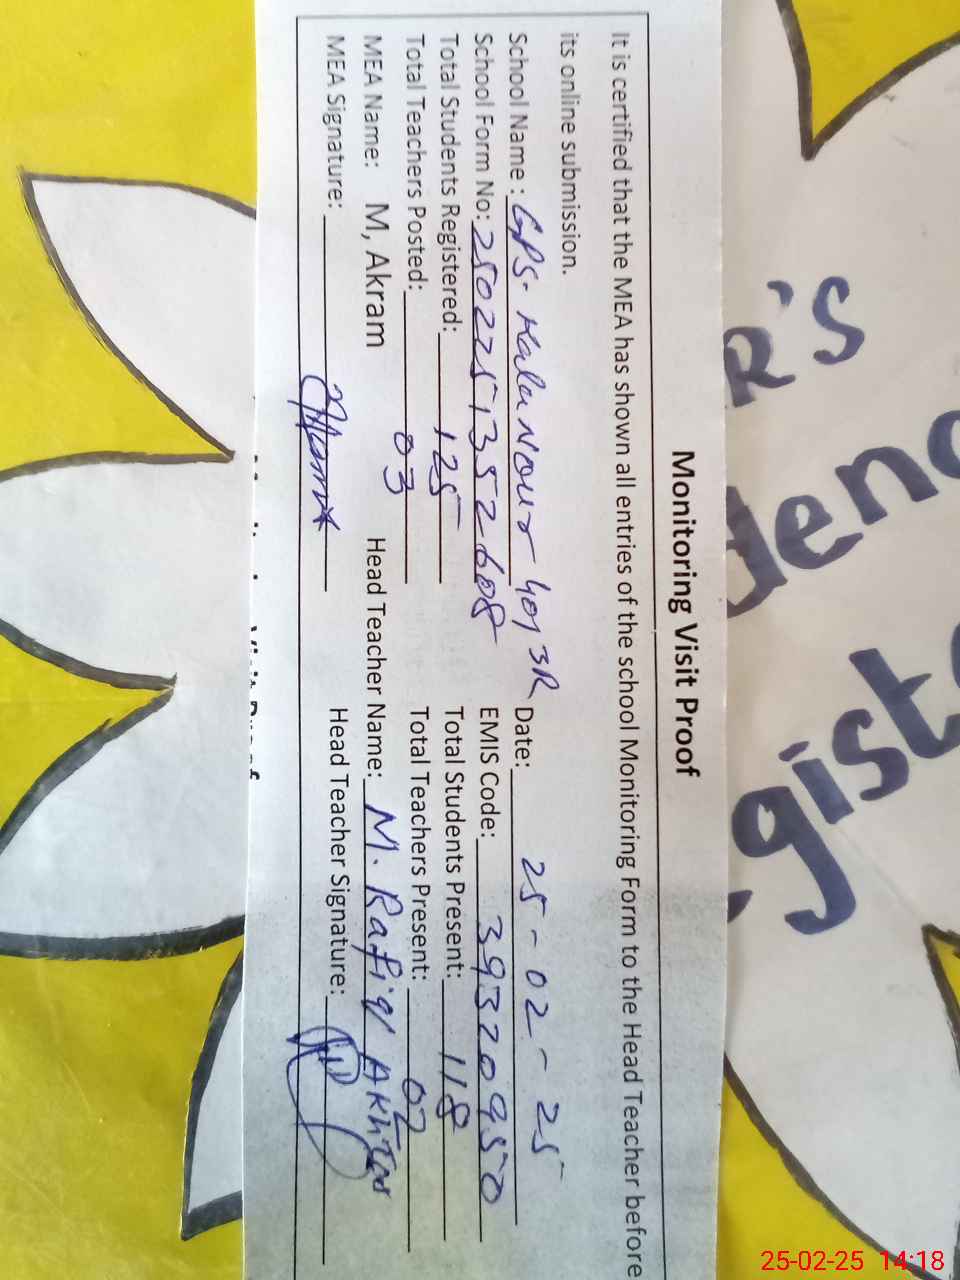 Monitoring Visit Proof
It is certified that the MEA has shown all entries of the school Monitoring Form to the Head Teacher before
its online submission.
School Name : GPS. Kalanour 401 3R Date: 25-02-25
School Form No: 2502251352608 EMIS Code: 39320950
Total Students Registered: 125 Total Students Present: 118
Total Teachers Posted: 03 Total Teachers Present: 02
MEA Name: M, Akram Head Teacher Name: M. Rafiq Akhtar
MEA Signature: Head Teacher Signature:
R's
25-02-25 14:18